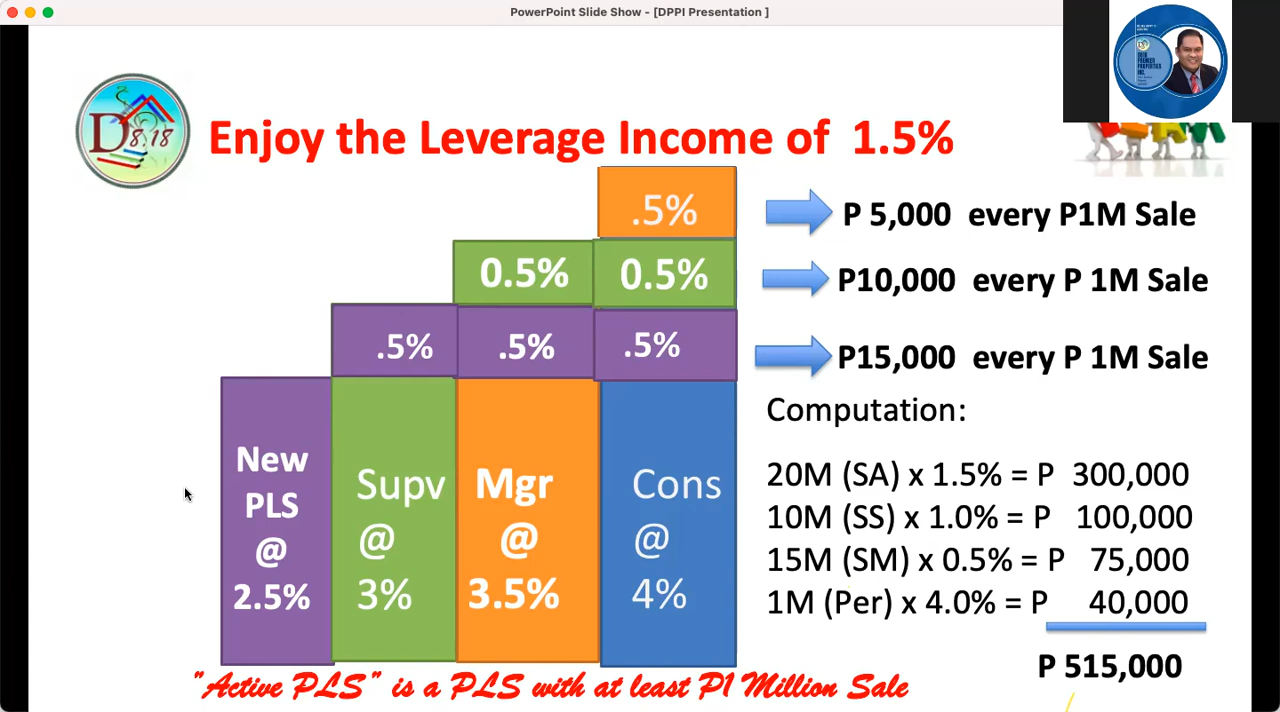 PowerPoint Slide Show - [DPPI Presentation ]
D 8.18
Enjoy the Leverage Income of 1.5%
.5%
0.5%
0.5%
.5%
.5%
.5%
New
PLS
@
2.5%
Supv
@
3%
Mgr
@
3.5%
Cons
@
4%
P 5,000 every P1M Sale
P10,000 every P 1M Sale
P15,000 every P 1M Sale
Computation:
20M (SA) x 1.5% = P 300,000
10M (SS) x 1.0% = P 100,000
15M (SM) x 0.5% = P 75,000
1M (Per) x 4.0% = P 40,000
P 515,000
"Active PLS" is a PLS with at least P1 Million Sale